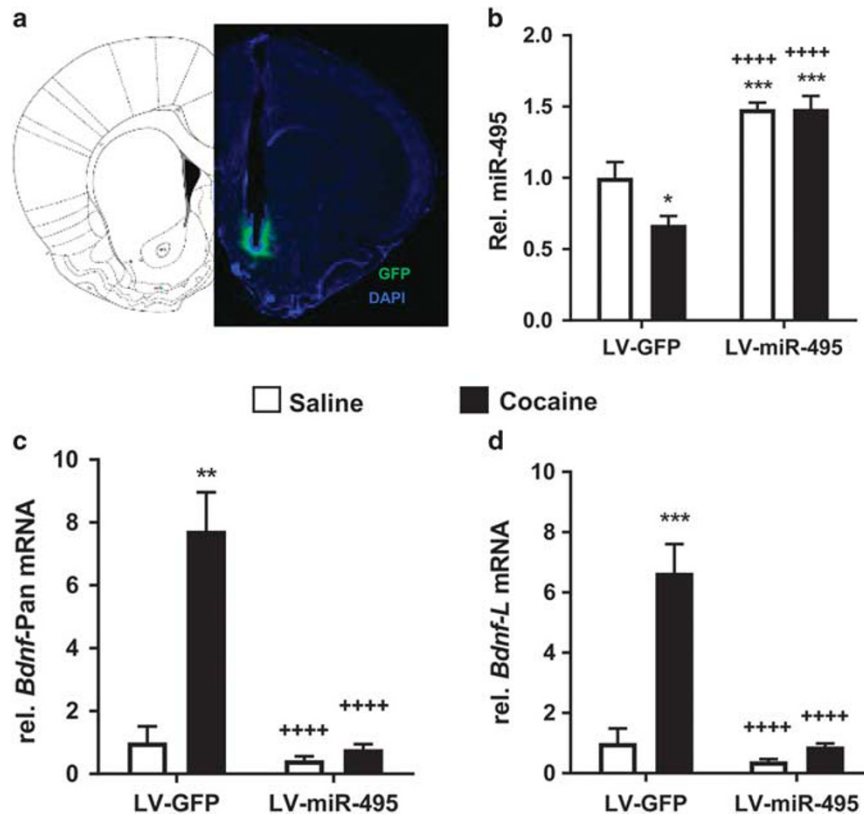 a
GFP
DAPI
b
Rel. miR-495
2.0
1.5
1.0
0.5
0.0
*
++++
***
++++
***
LV-GFP
LV-miR-495
Saline
Cocaine
c
rel. Bdnf-Pan mRNA
10
8
6
4
2
0
**
++++
++++
LV-GFP
LV-miR-495
d
rel. Bdnf-L mRNA
10
8
6
4
2
0
***
++++
++++
LV-GFP
LV-miR-495